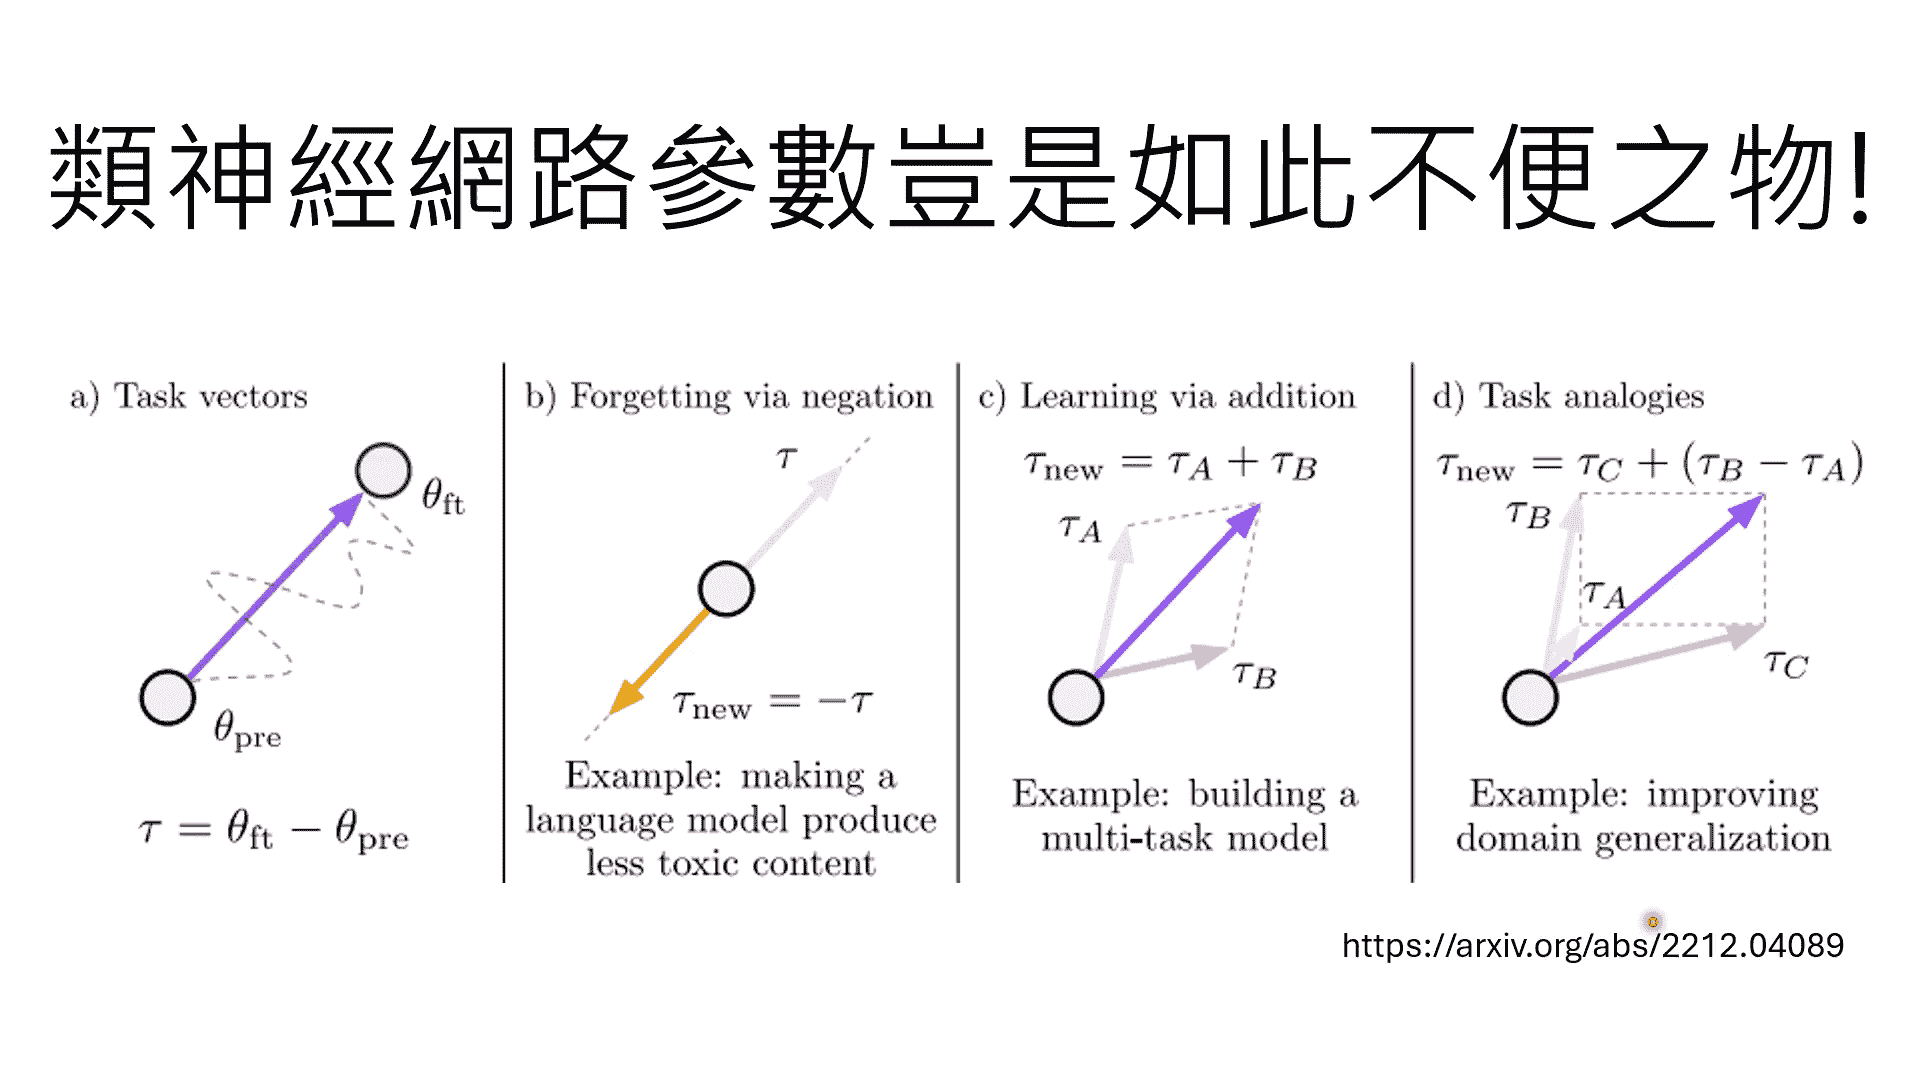 類神經網路參數豈是如此不便之物!
a) Task vectors
θft
θpre
τ = θft − θpre
b) Forgetting via negation
τ
τnew = −τ
Example: making a
language model produce
less toxic content
c) Learning via addition
τnew = τA + τB
τA
τB
Example: building a
multi-task model
d) Task analogies
τnew = τC + (τB − τA)
τB
τA
τC
Example: improving
domain generalization
https://arxiv.org/abs/2212.04089